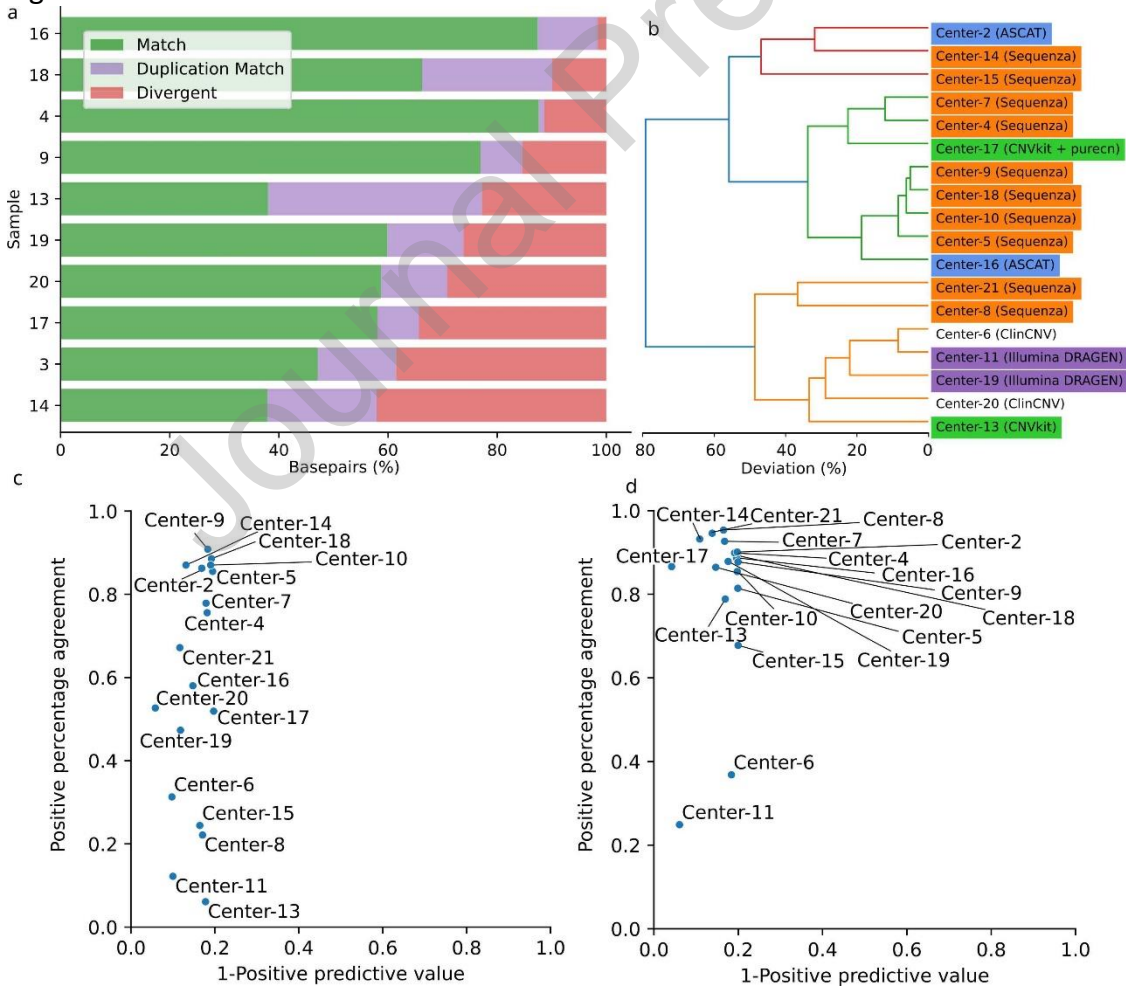 a
16
18
4
9
13
19
20
17
3
14
Sample
Match
Duplication Match
Divergent
0 20 40 60 80 100
Basepairs (%)
b
Center-2 (ASCAT)
Center-14 (Sequenza)
Center-15 (Sequenza)
Center-7 (Sequenza)
Center-4 (Sequenza)
Center-17 (CNVkit + purecn)
Center-9 (Sequenza)
Center-18 (Sequenza)
Center-10 (Sequenza)
Center-5 (Sequenza)
Center-16 (ASCAT)
Center-21 (Sequenza)
Center-8 (Sequenza)
Center-6 (ClinCNV)
Center-11 (Illumina DRAGEN)
Center-19 (Illumina DRAGEN)
Center-20 (ClinCNV)
Center-13 (CNVkit)
80 60 40 20 0
Deviation (%)
c
Positive percentage agreement
1.0
0.8
0.6
0.4
0.2
0.0
Center-9
Center-14
Center-18
Center-10
Center-2
Center-5
Center-7
Center-4
Center-21
Center-16
Center-20
Center-17
Center-19
Center-6
Center-15
Center-8
Center-11
Center-13
0.0 0.2 0.4 0.6 0.8 1.0
1-Positive predictive value
d
Positive percentage agreement
1.0
0.8
0.6
0.4
0.2
0.0
Center-14
Center-21
Center-8
Center-7
Center-2
Center-17
Center-4
Center-16
Center-9
Center-20
Center-10
Center-18
Center-13
Center-5
Center-15
Center-19
Center-6
Center-11
0.0 0.2 0.4 0.6 0.8 1.0
1-Positive predictive value
Journal Pre